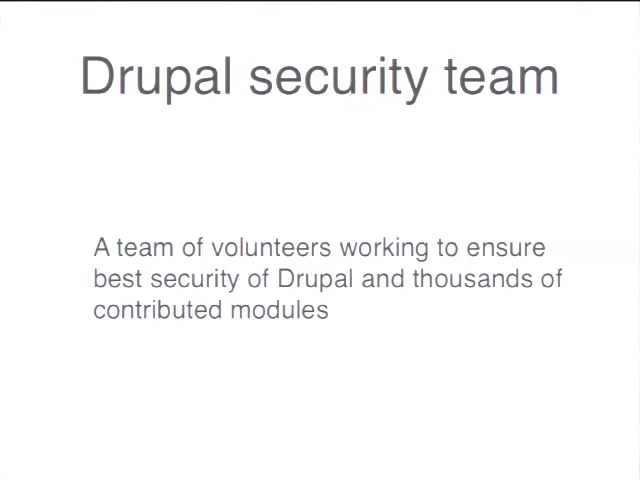 Drupal security team
A team of volunteers working to ensure
best security of Drupal and thousands of
contributed modules